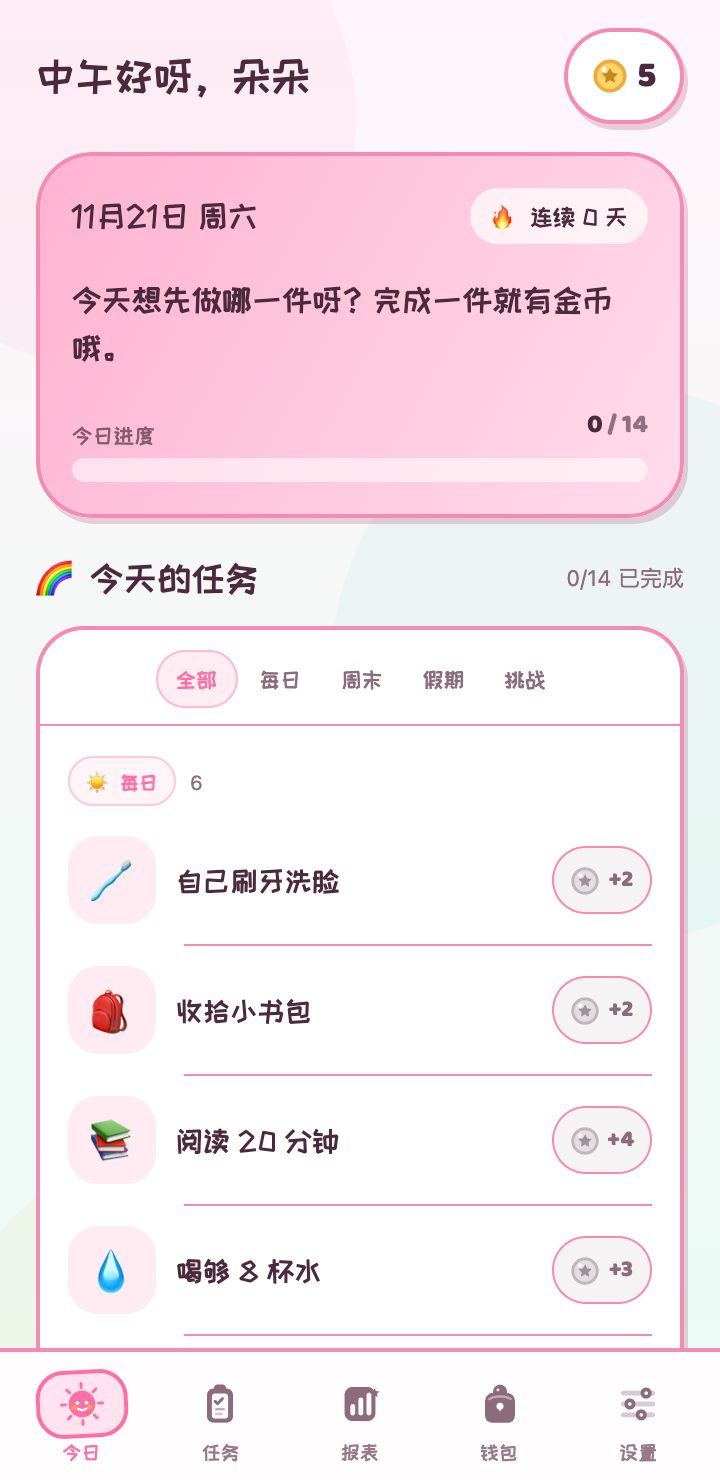 中午好呀，朵朵
5
11月21日 周六
连续 0 天
今天想先做哪一件呀？完成一件就有金币
哦。
今日进度
0 / 14
今天的任务
0/14 已完成
全部 每日 周末 假期 挑战
每日 6
自己刷牙洗脸 +2
收拾小书包 +2
阅读 20 分钟 +4
喝够 8 杯水 +3
今日 任务 报表 钱包 设置